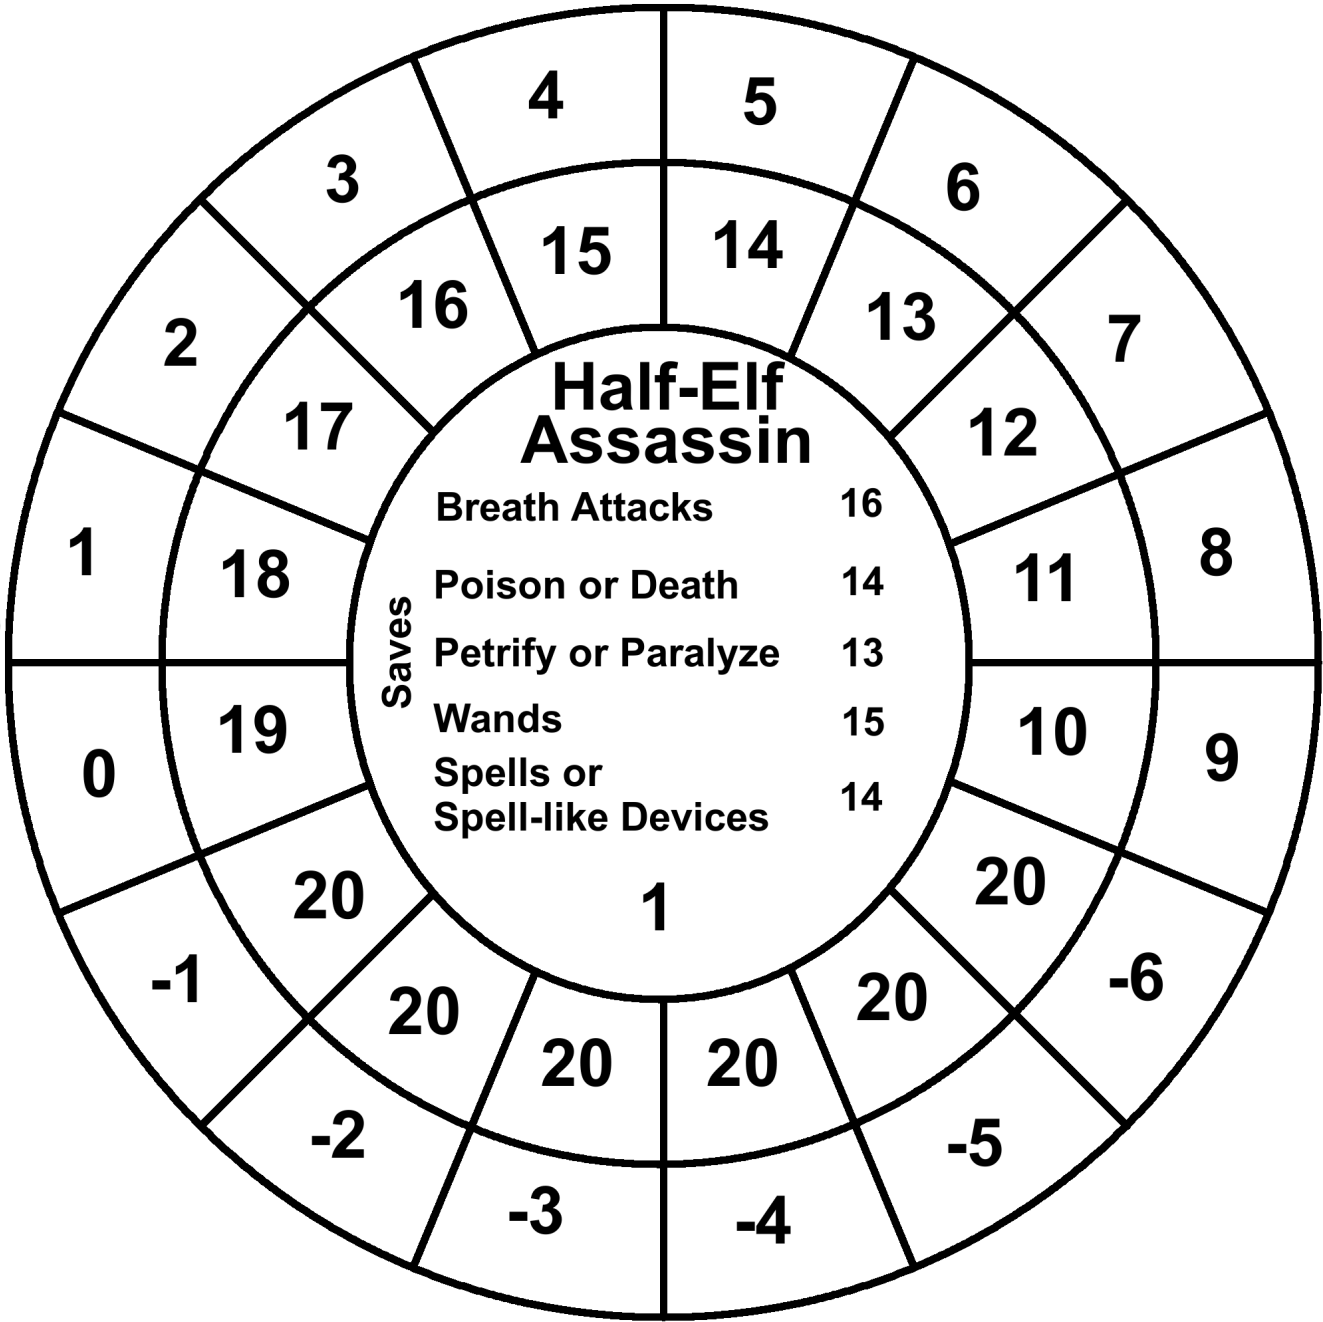 4 5
3 6
15 14
16 13
2 7
17 12
Half-Elf
Assassin
Breath Attacks 16
1 8
18 11
Poison or Death 14
Saves
Petrify or Paralyze 13
Wands 15
19 10
0 9
Spells or
Spell-like Devices 14
20 20
1
-1 -6
20 20
20 20
-2 -5
-3 -4